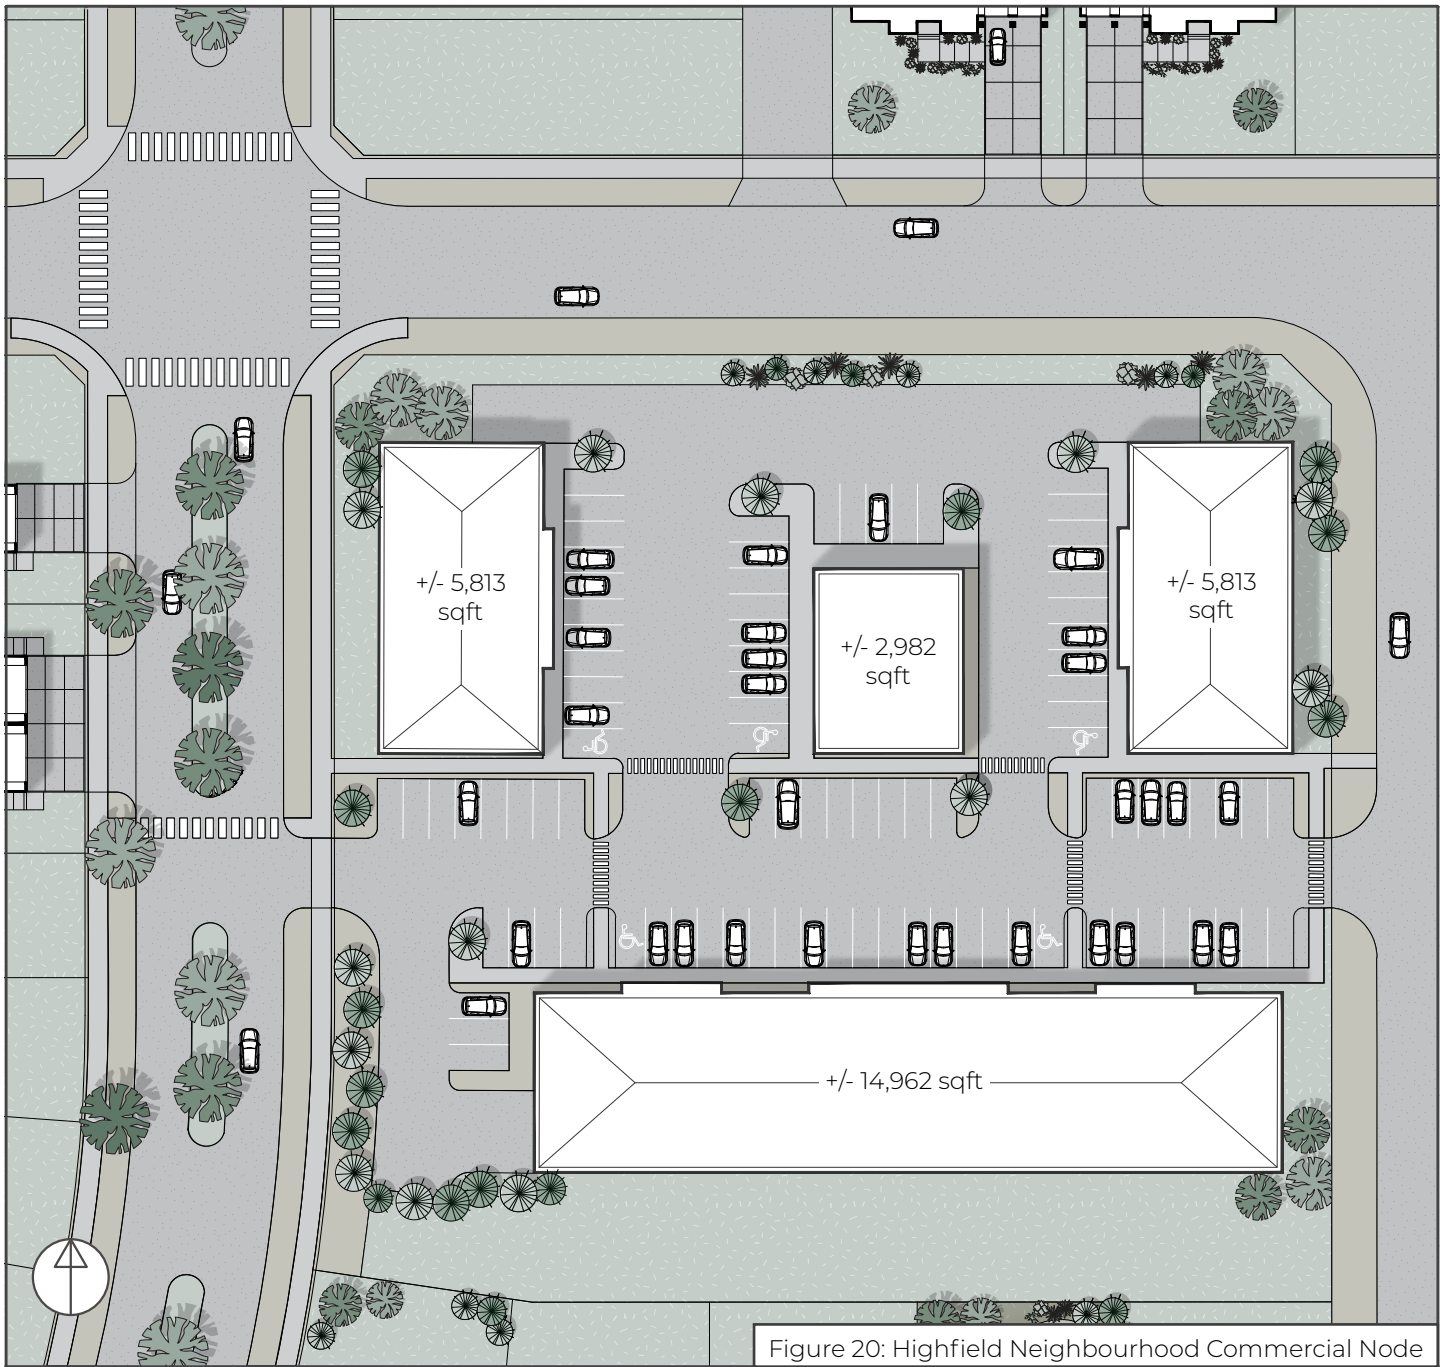 +/- 5,813
sqft
+/- 5,813
sqft
+/- 2,982
sqft
+/- 14,962 sqft
Figure 20: Highfield Neighbourhood Commercial Node